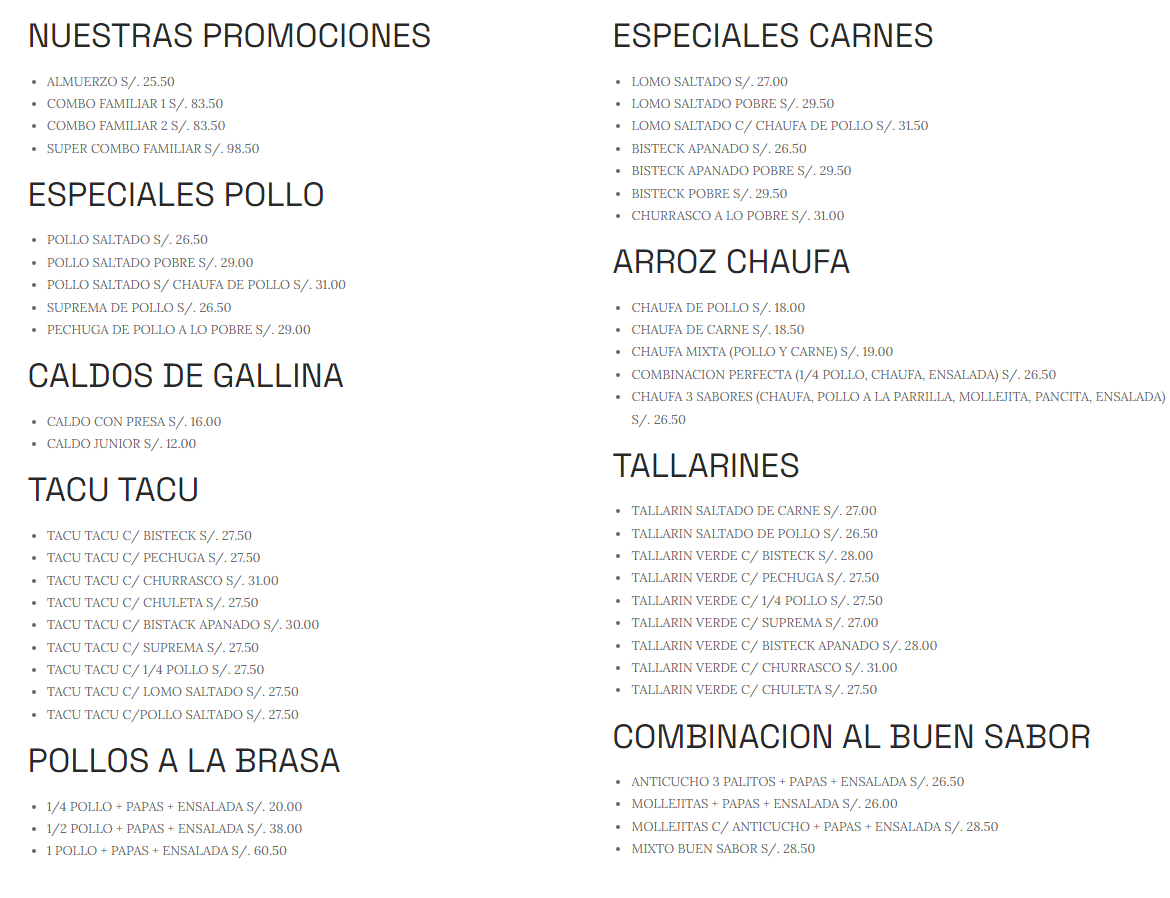 NUESTRAS PROMOCIONES
• ALMUERZO S/. 25.50
• COMBO FAMILIAR 1 S/. 83.50
• COMBO FAMILIAR 2 S/. 83.50
• SUPER COMBO FAMILIAR S/. 98.50
ESPECIALES POLLO
• POLLO SALTADO S/. 26.50
• POLLO SALTADO POBRE S/. 29.00
• POLLO SALTADO S/ CHAUFA DE POLLO S/. 31.00
• SUPREMA DE POLLO S/. 26.50
• PECHUGA DE POLLO A LO POBRE S/. 29.00
CALDOS DE GALLINA
• CALDO CON PRESA S/. 16.00
• CALDO JUNIOR S/. 12.00
TACU TACU
• TACU TACU C/ BISTECK S/. 27.50
• TACU TACU C/ PECHUGA S/. 27.50
• TACU TACU C/ CHURRASCO S/. 31.00
• TACU TACU C/ CHULETA S/. 27.50
• TACU TACU C/ BISTACK APANADO S/. 30.00
• TACU TACU C/ SUPREMA S/. 27.50
• TACU TACU C/ 1/4 POLLO S/. 27.50
• TACU TACU C/ LOMO SALTADO S/. 27.50
• TACU TACU C/POLLO SALTADO S/. 27.50
POLLOS A LA BRASA
• 1/4 POLLO + PAPAS + ENSALADA S/. 20.00
• 1/2 POLLO + PAPAS + ENSALADA S/. 38.00
• 1 POLLO + PAPAS + ENSALADA S/. 60.50
ESPECIALES CARNES
• LOMO SALTADO S/. 27.00
• LOMO SALTADO POBRE S/. 29.50
• LOMO SALTADO C/ CHAUFA DE POLLO S/. 31.50
• BISTECK APANADO S/. 26.50
• BISTECK APANADO POBRE S/. 29.50
• BISTECK POBRE S/. 29.50
• CHURRASCO A LO POBRE S/. 31.00
ARROZ CHAUFA
• CHAUFA DE POLLO S/. 18.00
• CHAUFA DE CARNE S/. 18.50
• CHAUFA MIXTA (POLLO Y CARNE) S/. 19.00
• COMBINACION PERFECTA (1/4 POLLO, CHAUFA, ENSALADA) S/. 26.50
• CHAUFA 3 SABORES (CHAUFA, POLLO A LA PARRILLA, MOLLEJITA, PANCITA, ENSALADA)
S/. 26.50
TALLARINES
• TALLARIN SALTADO DE CARNE S/. 27.00
• TALLARIN SALTADO DE POLLO S/. 26.50
• TALLARIN VERDE C/ BISTECK S/. 28.00
• TALLARIN VERDE C/ PECHUGA S/. 27.50
• TALLARIN VERDE C/ 1/4 POLLO S/. 27.50
• TALLARIN VERDE C/ SUPREMA S/. 27.00
• TALLARIN VERDE C/ BISTECK APANADO S/. 28.00
• TALLARIN VERDE C/ CHURRASCO S/. 31.00
• TALLARIN VERDE C/ CHULETA S/. 27.50
COMBINACION AL BUEN SABOR
• ANTICUCHO 3 PALITOS + PAPAS + ENSALADA S/. 26.50
• MOLLEJITAS + PAPAS + ENSALADA S/. 26.00
• MOLLEJITAS C/ ANTICUCHO + PAPAS + ENSALADA S/. 28.50
• MIXTO BUEN SABOR S/. 28.50